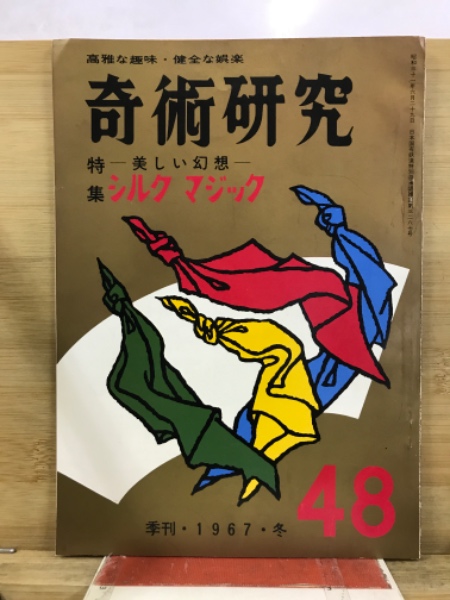 高雅な趣味・健全な娯楽
奇術研究
特集
―美しい幻想―
シルク マジック
48
季刊・1967・冬